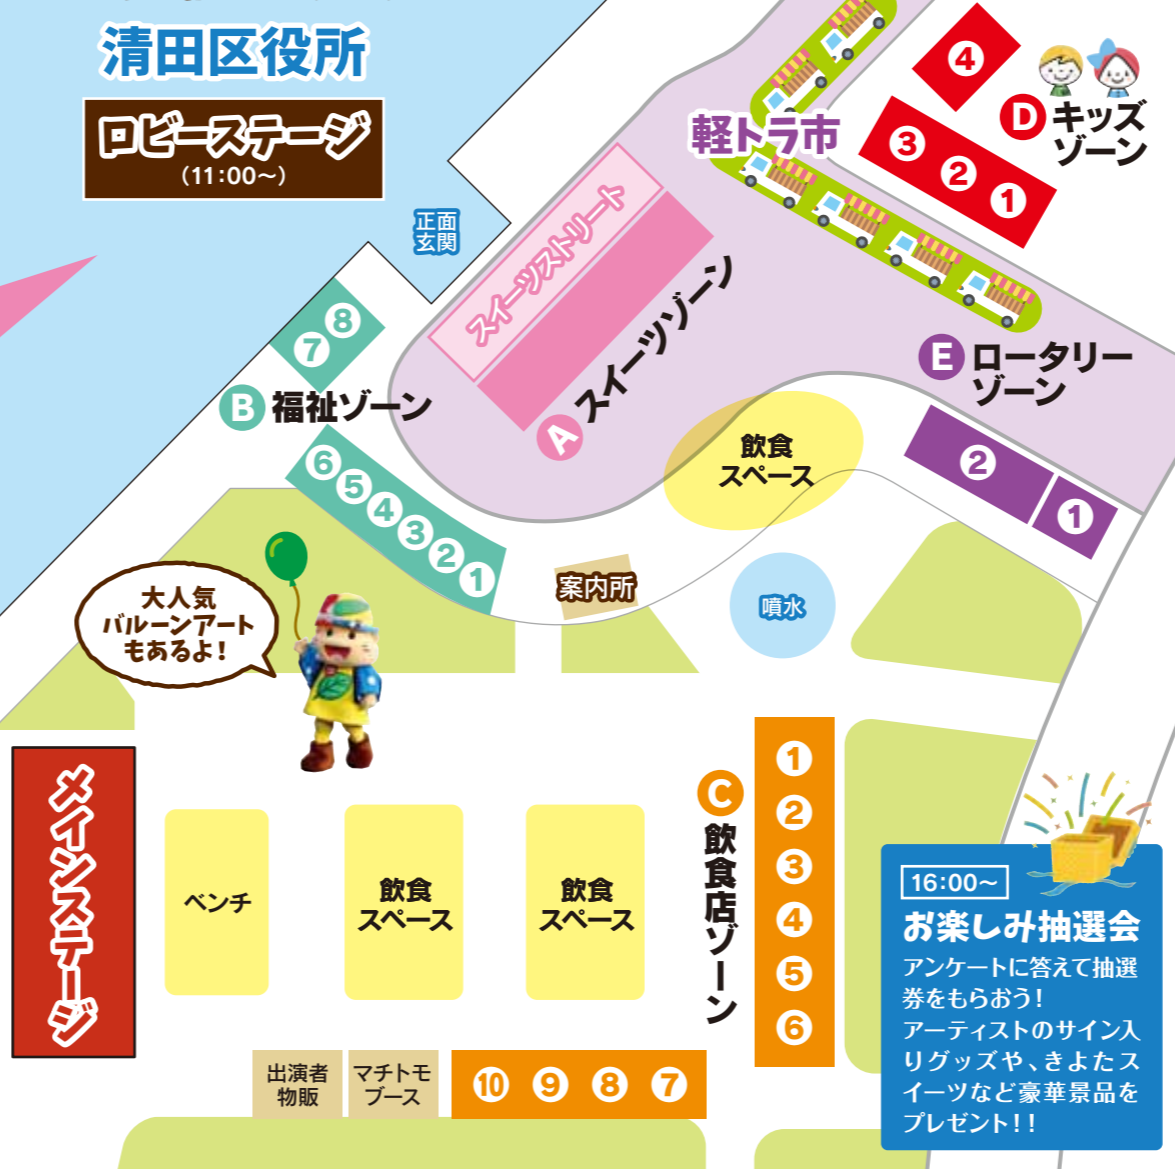 清田区役所
ロビーステージ
(11:00〜)
正面
玄関
スイーツストリート
A スイーツゾーン
軽トラ市
4
3
2
1
D キッズ
ゾーン
E ロータリー
ゾーン
2
1
8
7
B 福祉ゾーン
6
5
4
3
2
1
飲食
スペース
案内所
噴水
大人気
バルーンアート
もあるよ!
メインステージ
ベンチ
飲食
スペース
飲食
スペース
C 飲食店ゾーン
1
2
3
4
5
6
出演者
物販
マチトモ
ブース
10 9 8 7
16:00〜
お楽しみ抽選会
アンケートに答えて抽選
券をもらおう!
アーティストのサイン入
りグッズや、きよたス
イーツなど豪華景品を
プレゼント!!